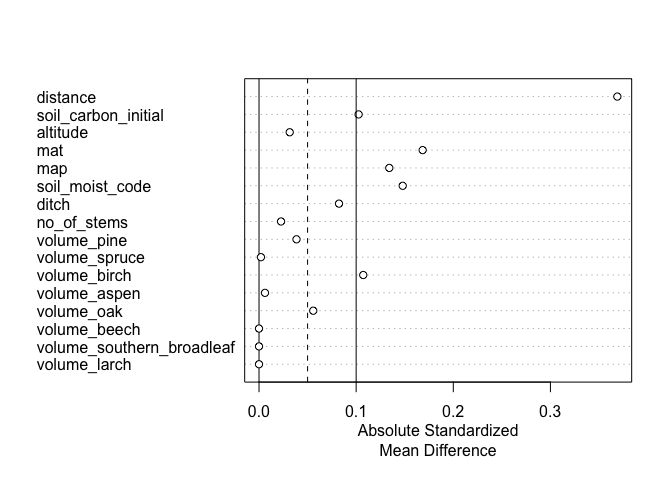 distance
soil_carbon_initial
altitude
mat
map
soil_moist_code
ditch
no_of_stems
volume_pine
volume_spruce
volume_birch
volume_aspen
volume_oak
volume_beech
volume_southern_broadleaf
volume_larch
0.0 0.1 0.2 0.3
Absolute Standardized
Mean Difference